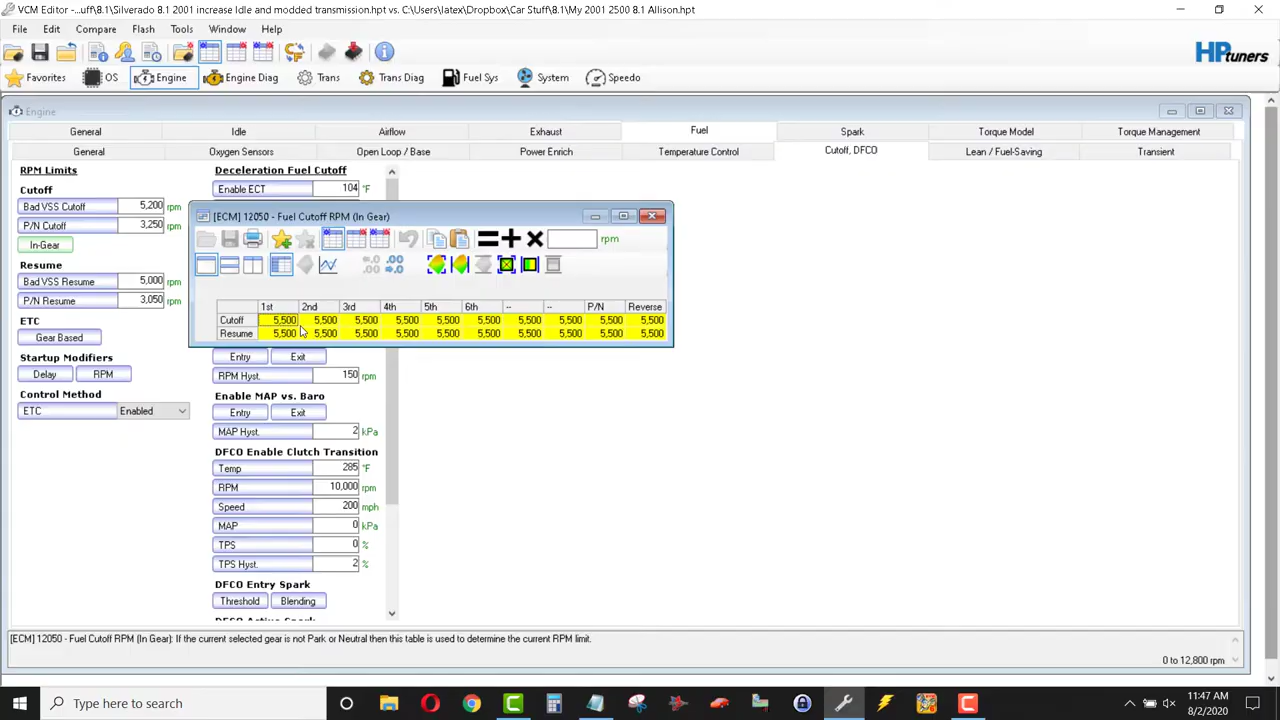 VCM Editor -...uff\8.1\Silverado 8.1 2001 increase Idle and modded transmission.hpt vs. C:\Users\latex\Dropbox\Car Stuff\8.1\My 2001 2500 8.1 Allison.hpt
File Edit Compare Flash Tools Window Help
HPtuners
Favorites OS Engine Engine Diag Trans Trans Diag Fuel Sys System Speedo
Engine
General Idle Airflow Exhaust Fuel Spark Torque Model Torque Management
General Oxygen Sensors Open Loop / Base Power Enrich Temperature Control Cutoff, DFCO Lean / Fuel-Saving Transient
RPM Limits
Cutoff
Bad VSS Cutoff 5,200 rpm
P/N Cutoff 3,250 rpm
In-Gear
Resume
Bad VSS Resume 5,000 rpm
P/N Resume 3,050 rpm
ETC
Gear Based
Startup Modifiers
Delay RPM
Control Method
ETC Enabled
Deceleration Fuel Cutoff
Enable ECT 104 °F
[ECM] 12050 - Fuel Cutoff RPM (In Gear)
rpm
1st 2nd 3rd 4th 5th 6th -- -- P/N Reverse
Cutoff 5,500 5,500 5,500 5,500 5,500 5,500 5,500 5,500 5,500 5,500
Resume 5,500 5,500 5,500 5,500 5,500 5,500 5,500 5,500 5,500 5,500
Entry Exit
RPM Hyst. 150 rpm
Enable MAP vs. Baro
Entry Exit
MAP Hyst. 2 kPa
DFCO Enable Clutch Transition
Temp 285 °F
RPM 10,000 rpm
Speed 200 mph
MAP 0 kPa
TPS 0 %
TPS Hyst. 2 %
DFCO Entry Spark
Threshold Blending
[ECM] 12050 - Fuel Cutoff RPM (In Gear): If the current selected gear is not Park or Neutral then this table is used to determine the current RPM limit.
0 to 12,800 rpm
Type here to search
11:47 AM
8/2/2020